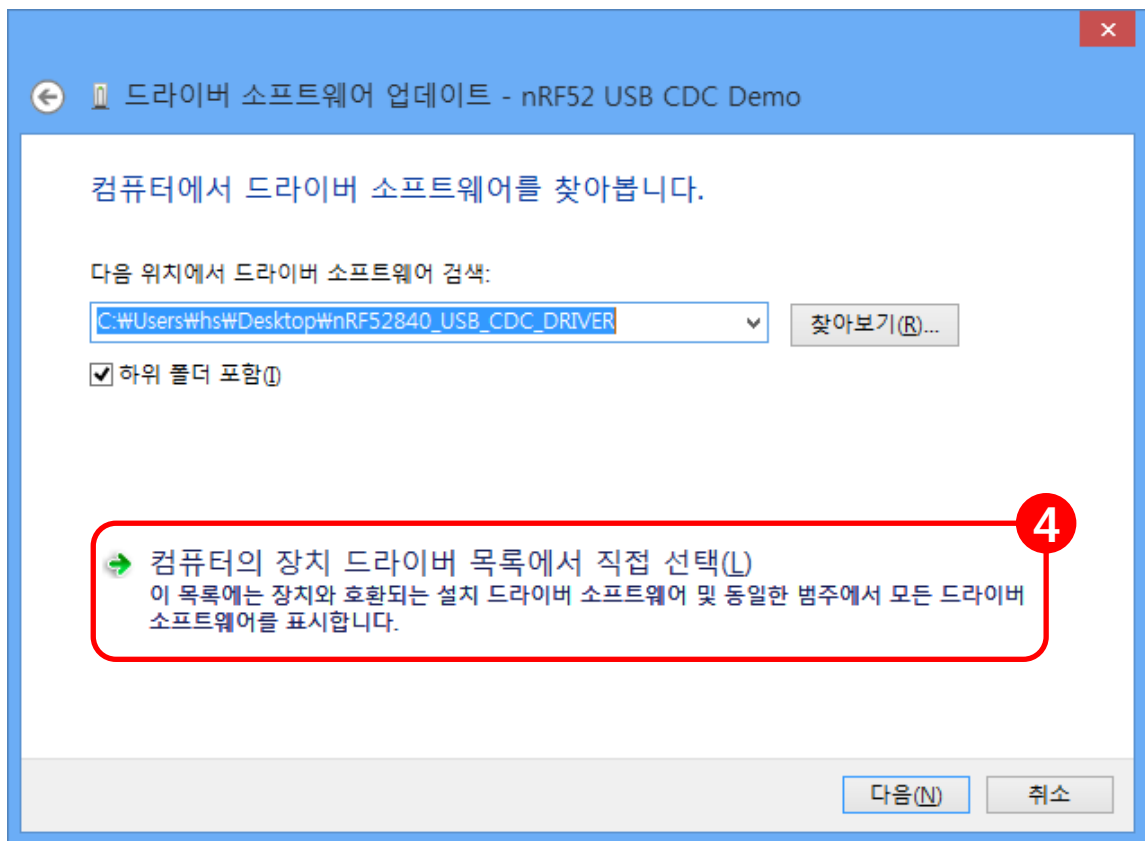 드라이버 소프트웨어 업데이트 - nRF52 USB CDC Demo
컴퓨터에서 드라이버 소프트웨어를 찾아봅니다.
다음 위치에서 드라이버 소프트웨어 검색:
C:₩Users₩hs₩Desktop₩nRF52840_USB_CDC_DRIVER
찾아보기(R)...
하위 폴더 포함(I)
4
컴퓨터의 장치 드라이버 목록에서 직접 선택(L)
이 목록에는 장치와 호환되는 설치 드라이버 소프트웨어 및 동일한 범주에서 모든 드라이버
소프트웨어를 표시합니다.
다음(N)
취소